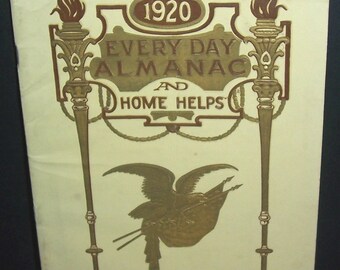 1920
EVERY DAY
ALMANAC
AND
HOME HELPS